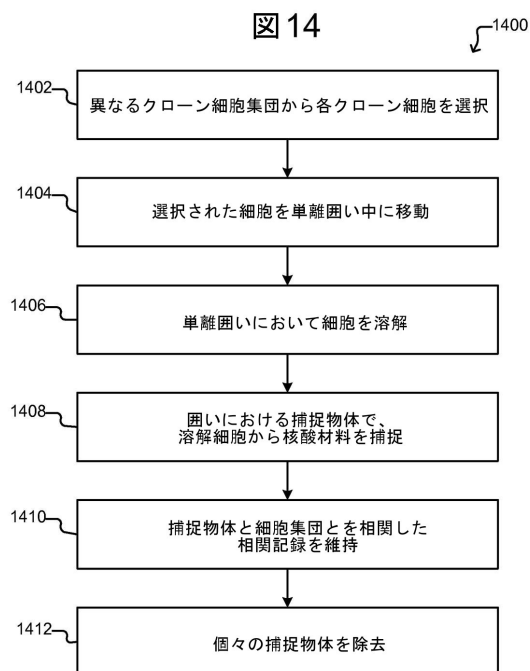 図14
1400
1402
異なるクローン細胞集団から各クローン細胞を選択
1404
選択された細胞を単離囲い中に移動
1406
単離囲いにおいて細胞を溶解
1408
囲いにおける捕捉物体で、
溶解細胞から核酸材料を捕捉
1410
捕捉物体と細胞集団とを相関した
相関記録を維持
1412
個々の捕捉物体を除去